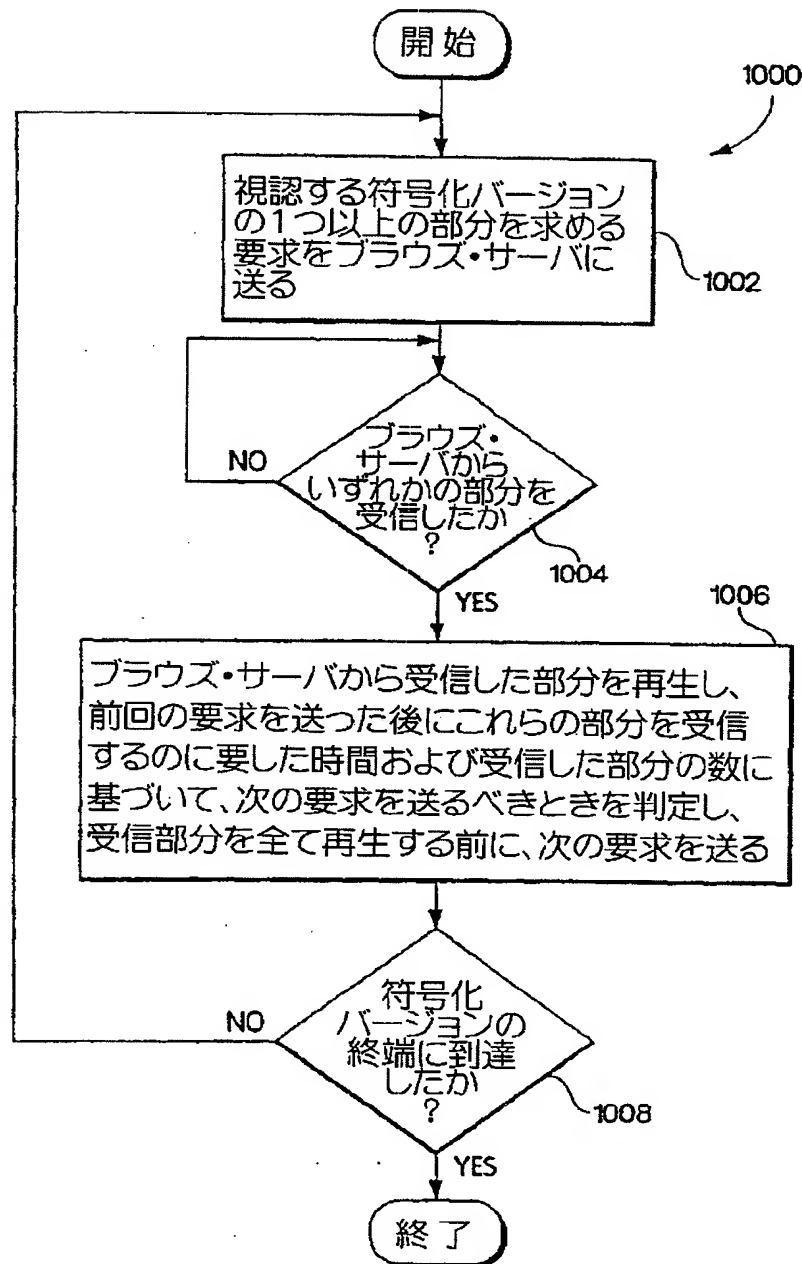 開始
1000
視認する符号化バージョン
の1つ以上の部分を求める
要求をブラウズ・サーバに
送る
1002
ブラウズ・
サーバから
いずれかの部分を
受信したか
?
NO
1004
YES
1006
ブラウズ・サーバから受信した部分を再生し、
前回の要求を送った後にこれらの部分を受信
するのに要した時間および受信した部分の数に
基づいて、次の要求を送るべきときを判定し、
受信部分を全て再生する前に、次の要求を送る
符号化
バージョンの
終端に到達
したか
?
NO
1008
YES
終了